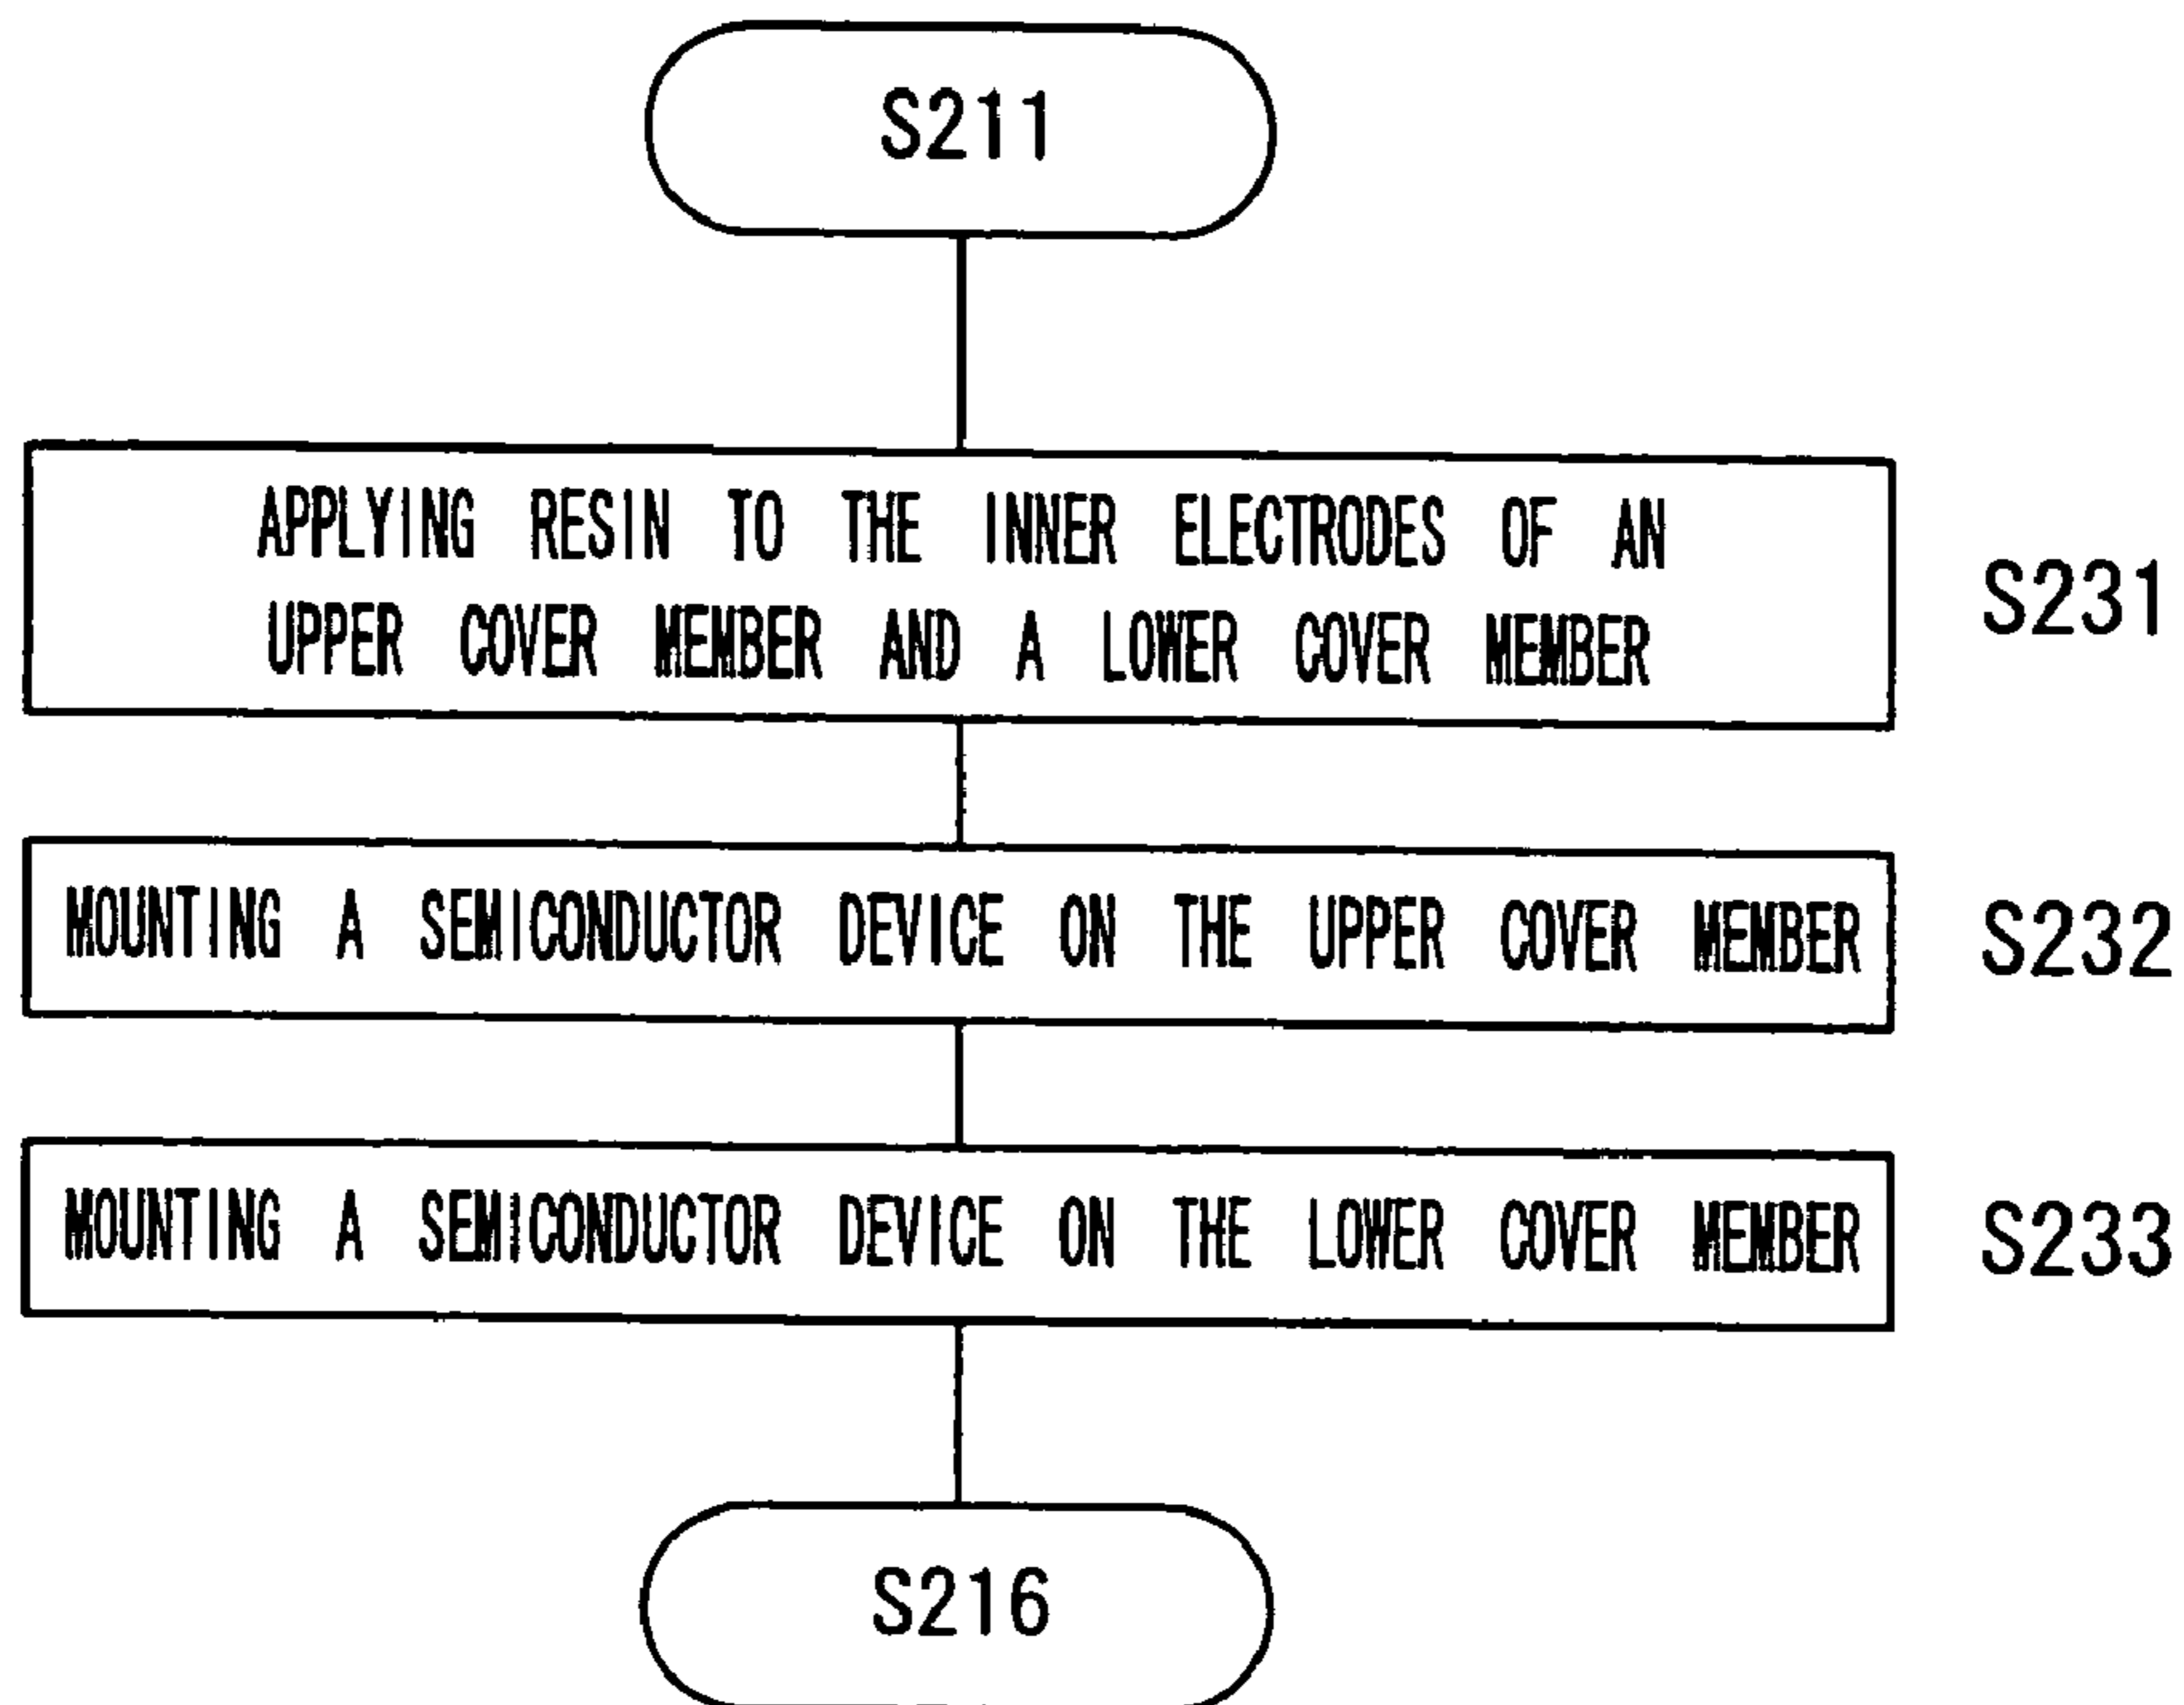 S211
APPLYING RESIN TO THE INNER ELECTRODES OF AN
UPPER COVER MEMBER AND A LOWER COVER MEMBER
S231
MOUNTING A SEMICONDUCTOR DEVICE ON THE UPPER COVER MEMBER
S232
MOUNTING A SEMICONDUCTOR DEVICE ON THE LOWER COVER MEMBER
S233
S216